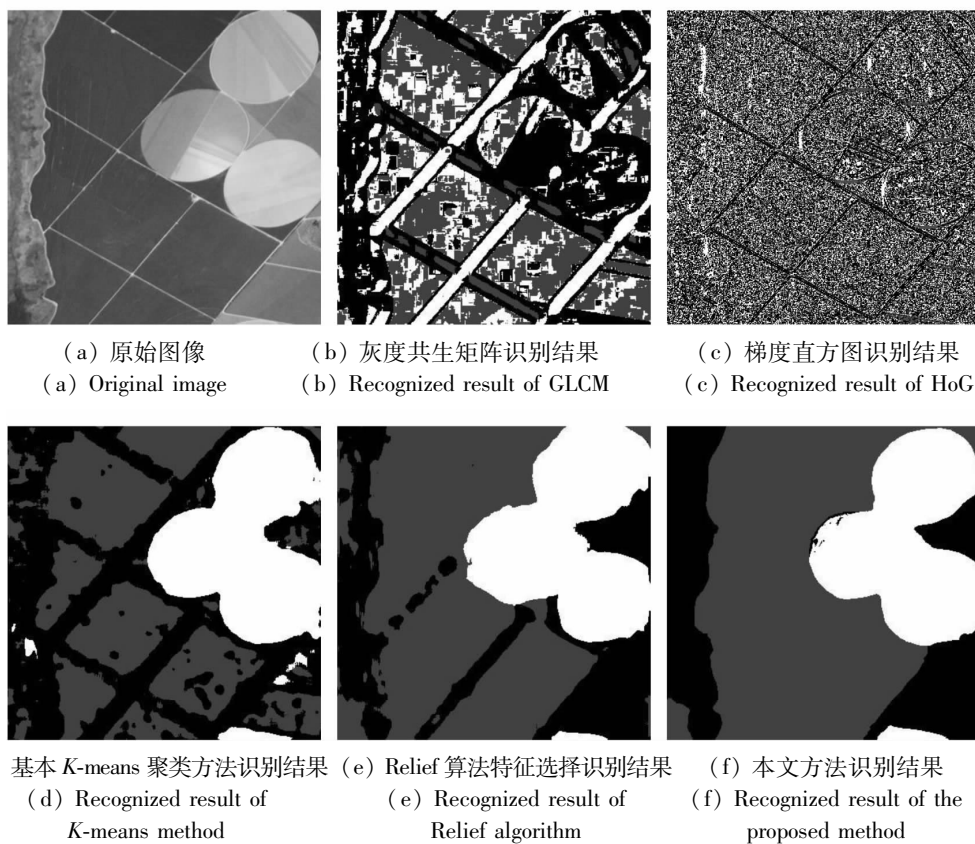 (a) 原始图像
(b) 灰度共生矩阵识别结果
(c) 梯度直方图识别结果
(a) Original image
(b) Recognized result of GLCM
(c) Recognized result of HoG
基本 K-means 聚类方法识别结果
(e) Relief 算法特征选择识别结果
(f) 本文方法识别结果
(d) Recognized result of
K-means method
(e) Recognized result of
Relief algorithm
(f) Recognized result of the
proposed method